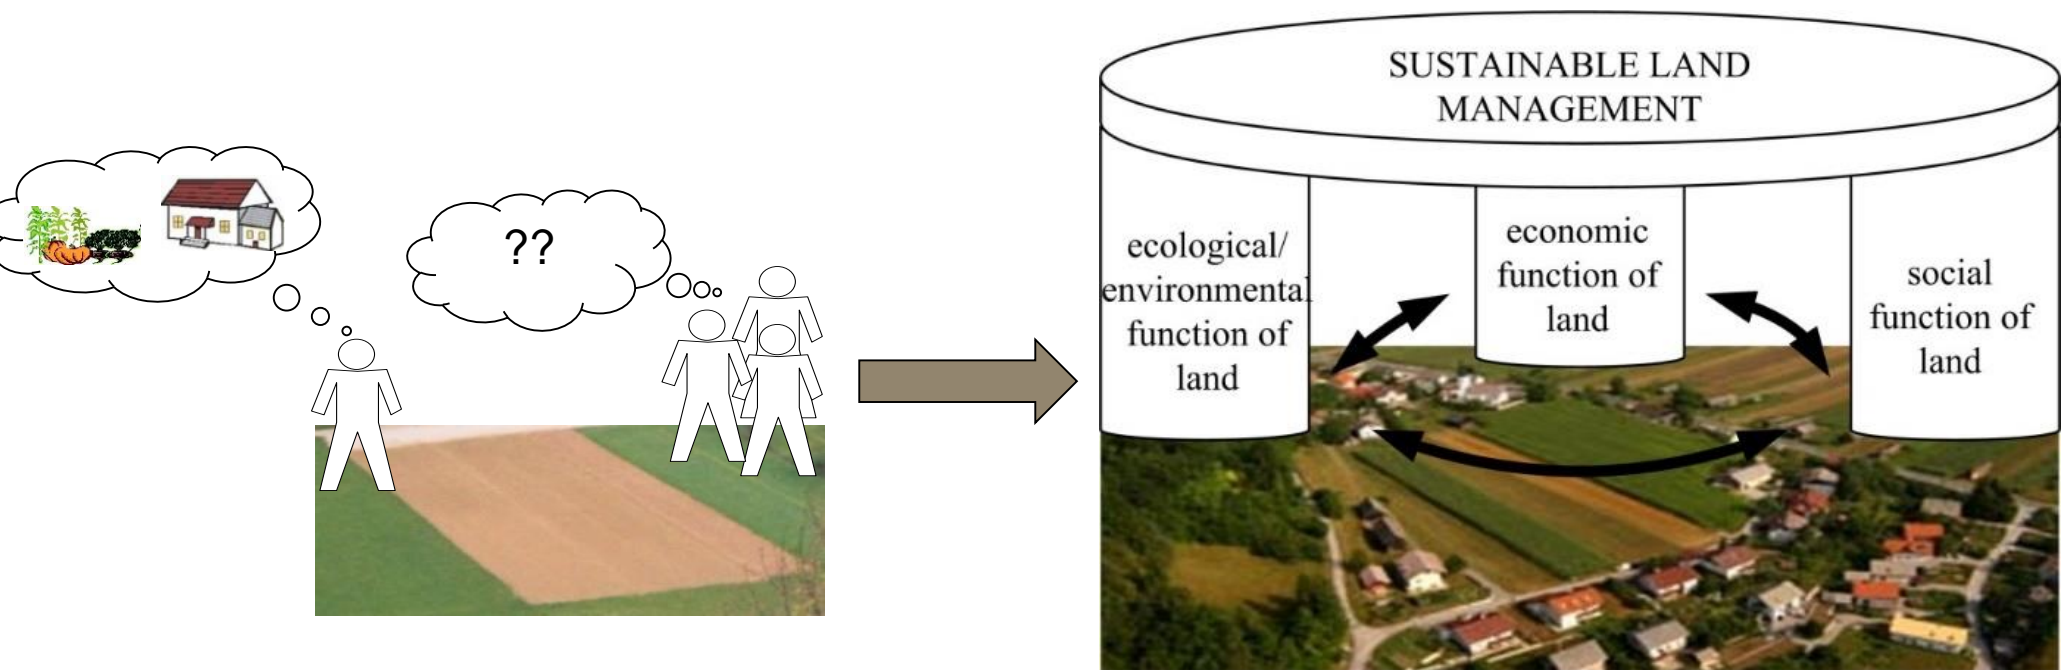 ??
SUSTAINABLE LAND
MANAGEMENT
ecological/
environmental
function of
land
economic
function of
land
social
function of
land